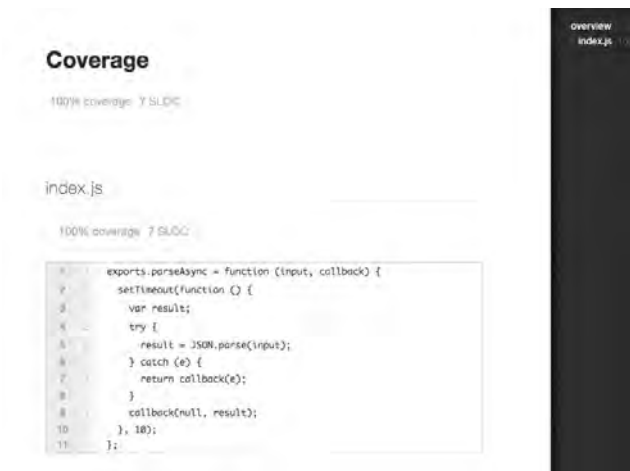 Coverage
100% coverage 7 SLOC
index.js
100% coverage 7 SLOC
1 exports.parseAsync = function (input, callback) {
2 setTimeout(function () {
3 var result;
4 try {
5 result = JSON.parse(input);
6 } catch (e) {
7 return callback(e);
8 }
9 callback(null, result);
10 }, 10);
11 };
overview
index.js